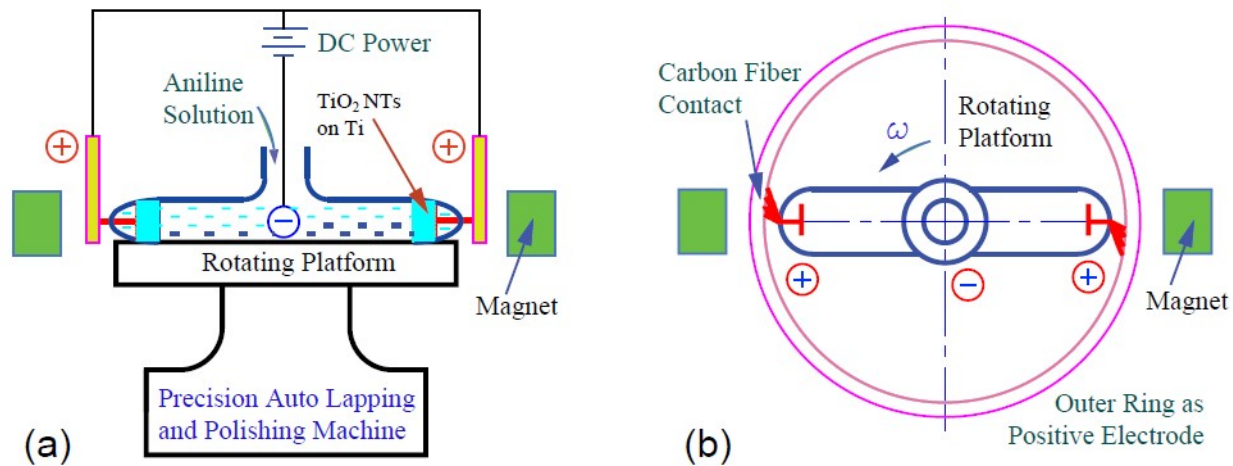 DC Power
Aniline
Solution
TiO₂ NTs
on Ti
+
+
−
Rotating Platform
Magnet
Precision Auto Lapping
and Polishing Machine
(a)
Carbon Fiber
Contact
Rotating
Platform
ω
+
−
+
Magnet
Outer Ring as
Positive Electrode
(b)